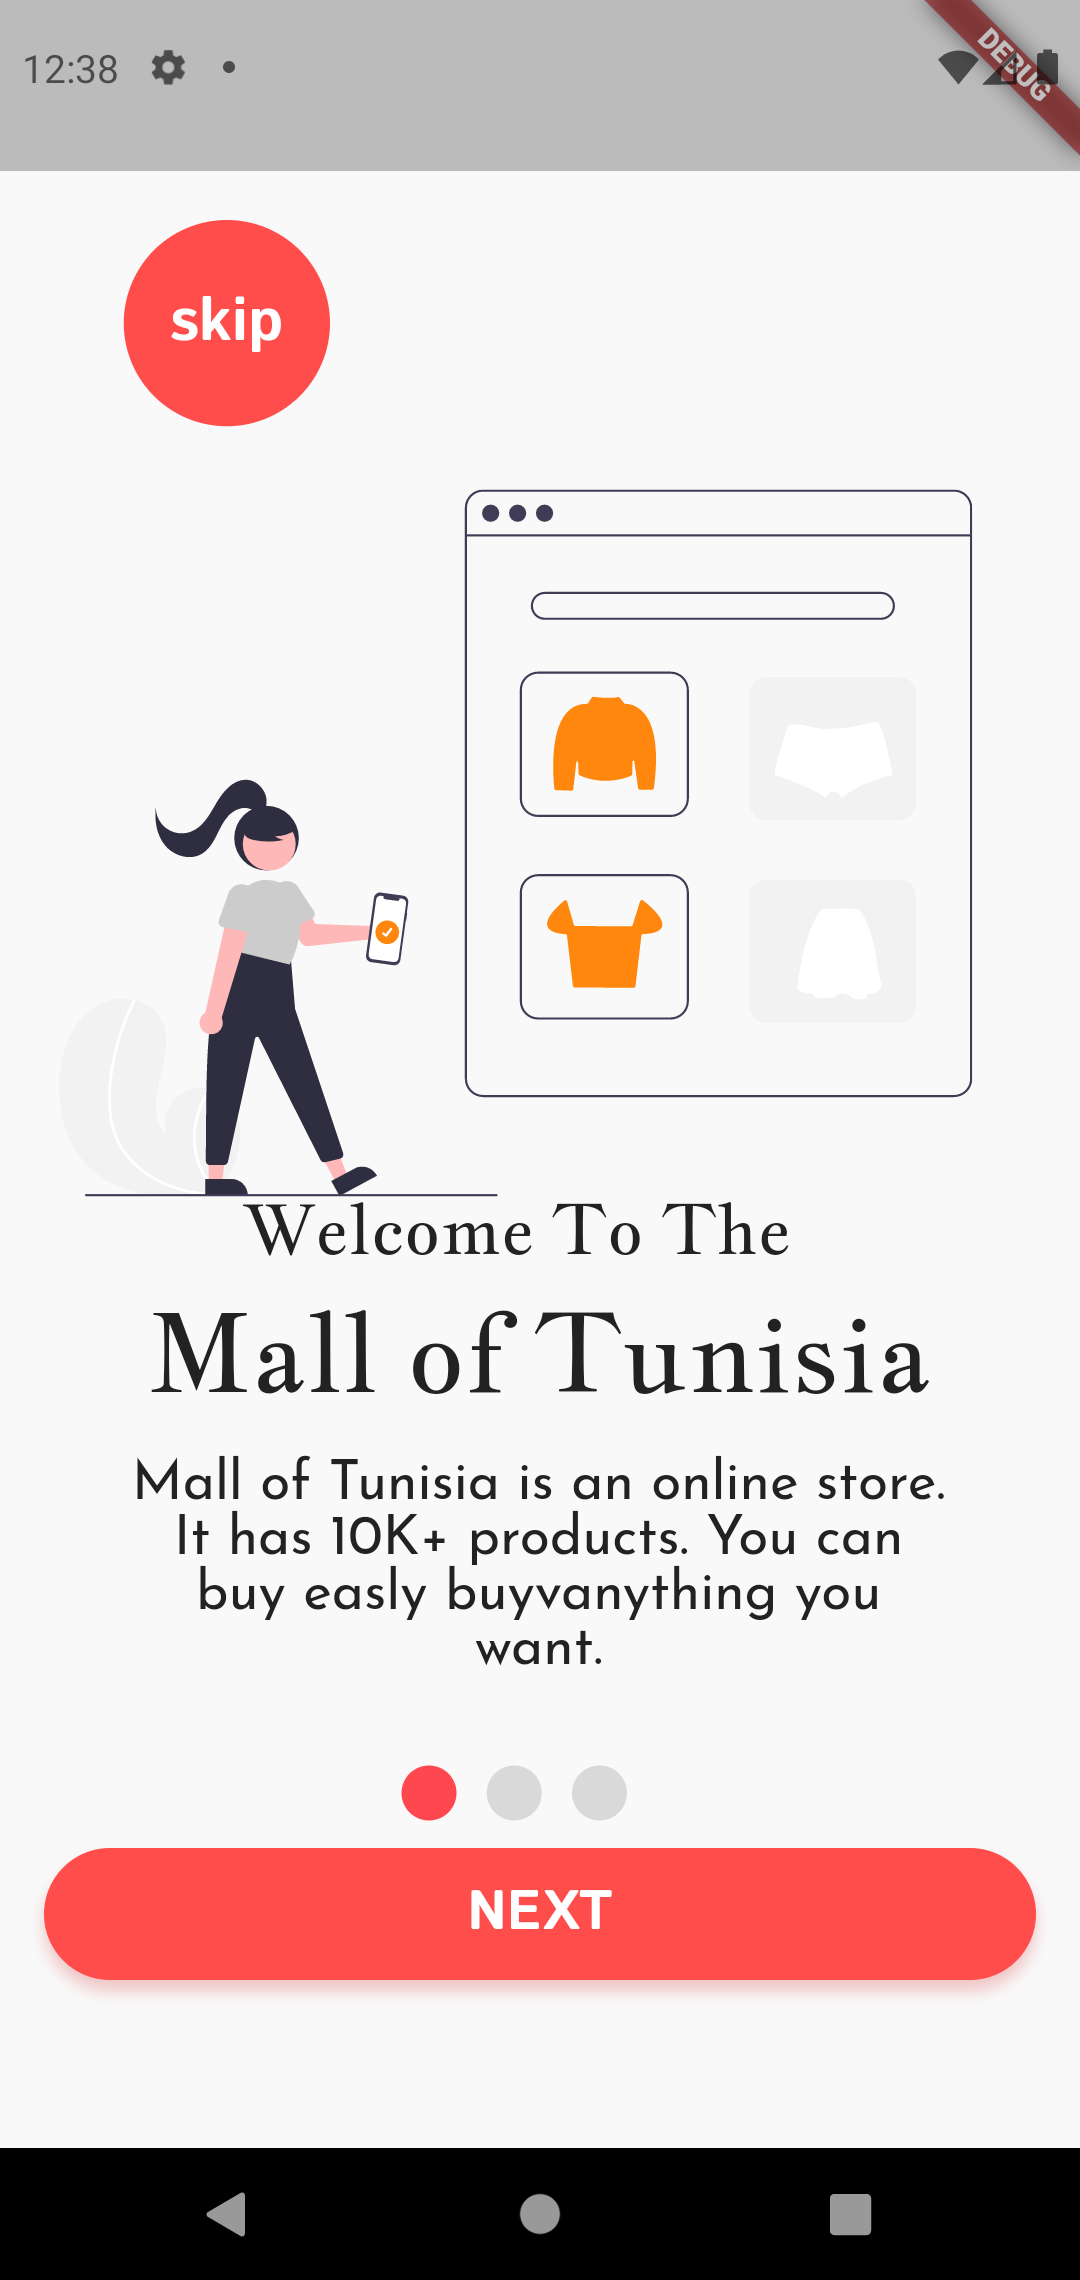 12:38
DEBUG
skip
Welcome To The
Mall of Tunisia
Mall of Tunisia is an online store.
It has 10K+ products. You can
buy easly buyvanything you
want.
NEXT